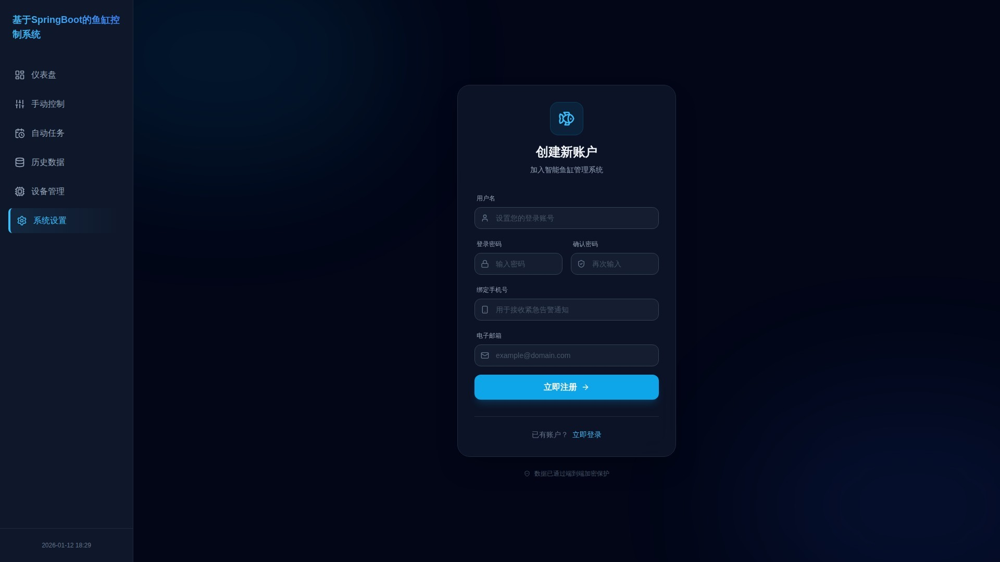 基于SpringBoot的鱼缸控
制系统
仪表盘
手动控制
自动任务
历史数据
设备管理
系统设置
2026-01-12 18:29
创建新账户
加入智能鱼缸管理系统
用户名
设置您的登录账号
登录密码
确认密码
输入密码
再次输入
绑定手机号
用于接收紧急告警通知
电子邮箱
example@domain.com
立即注册
已有账户？ 立即登录
数据已通过端到端加密保护